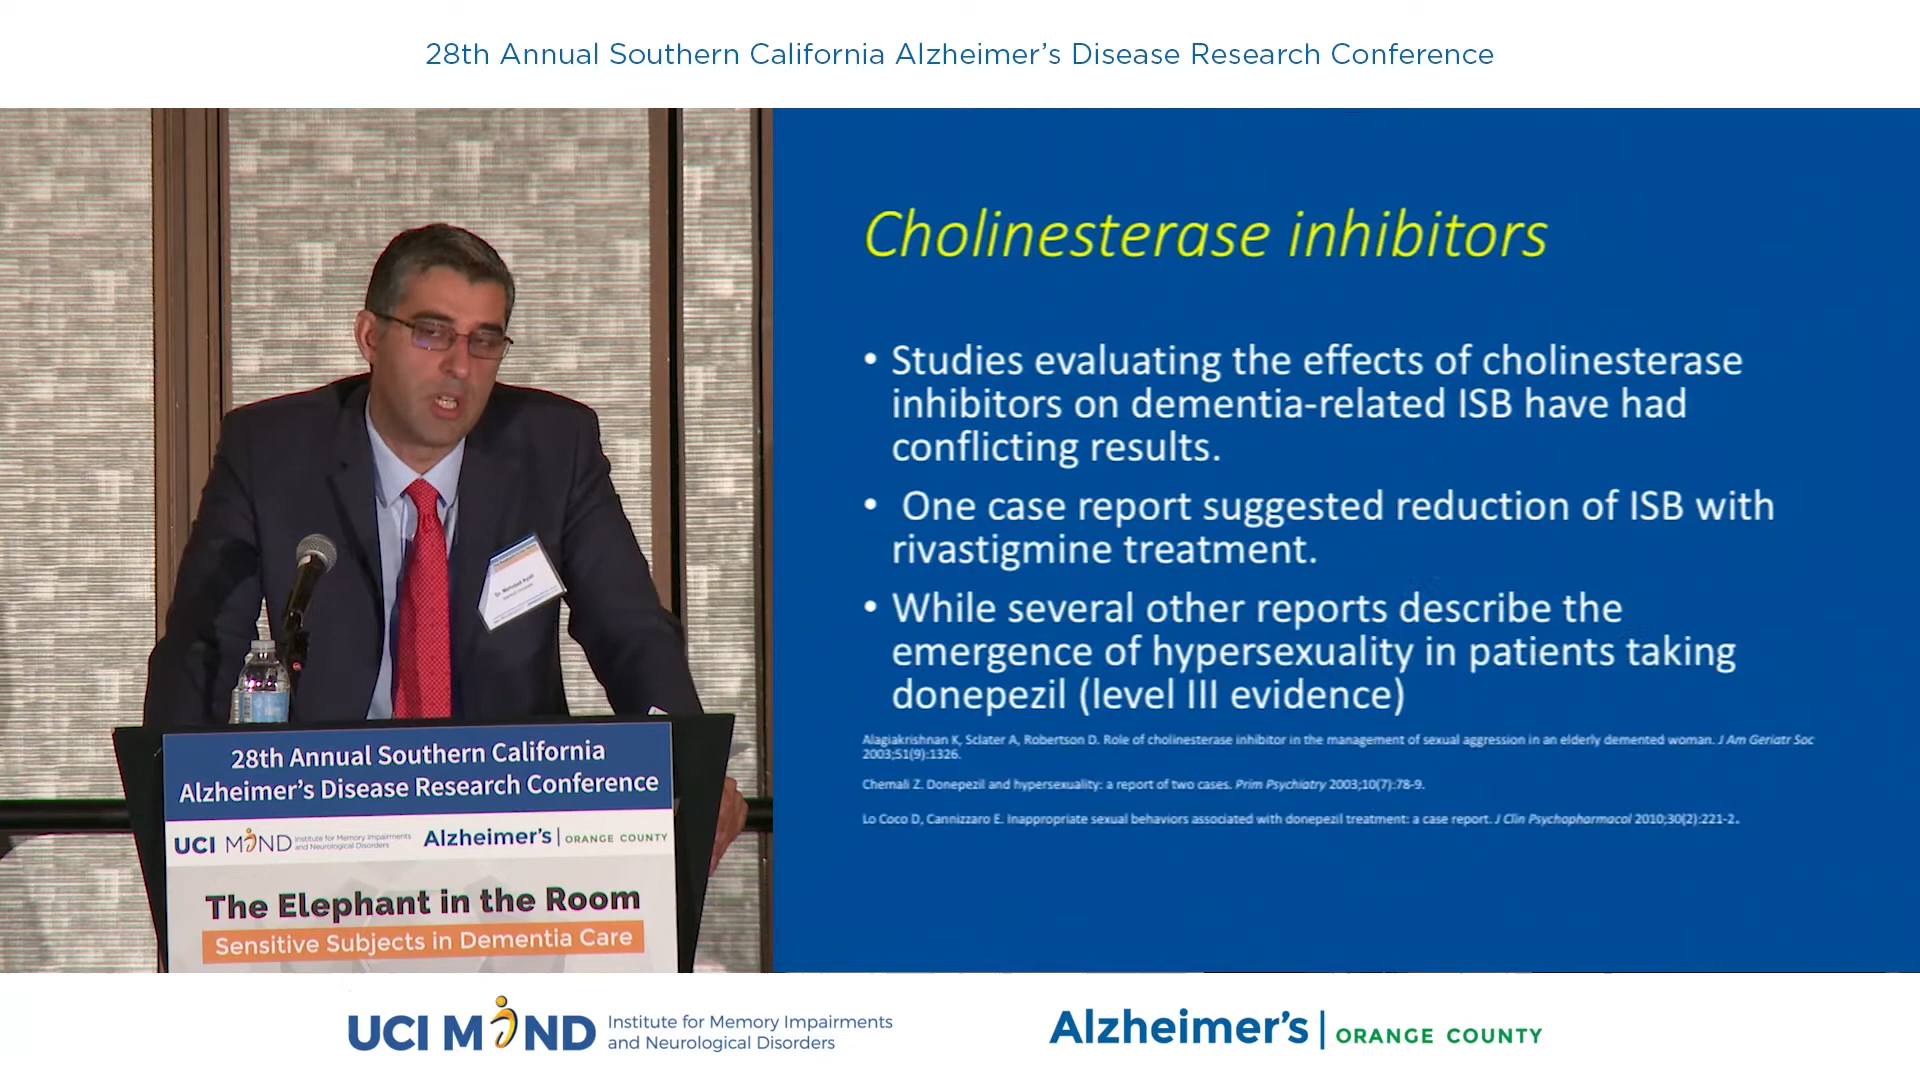 28th Annual Southern California Alzheimer’s Disease Research Conference
Cholinesterase inhibitors
• Studies evaluating the effects of cholinesterase
inhibitors on dementia-related ISB have had
conflicting results.
• One case report suggested reduction of ISB with
rivastigmine treatment.
• While several other reports describe the
emergence of hypersexuality in patients taking
donepezil (level III evidence)
Alagiakrishnan K, Sclater A, Robertson D. Role of cholinesterase inhibitor in the management of sexual aggression in an elderly demented woman. J Am Geriatr Soc
2003;51(9):1326.
Chemali Z. Donepezil and hypersexuality: a report of two cases. Prim Psychiatry 2003;10(7):78-9.
Lo Coco D, Cannizzaro E. Inappropriate sexual behaviors associated with donepezil treatment: a case report. J Clin Psychopharmacol 2010;30(2):221-2.
28th Annual Southern California
Alzheimer’s Disease Research Conference
UCI MIND Institute for Memory Impairments
and Neurological Disorders
Alzheimer’s | ORANGE COUNTY
The Elephant in the Room
Sensitive Subjects in Dementia Care
UCI MIND Institute for Memory Impairments
and Neurological Disorders
Alzheimer’s | ORANGE COUNTY